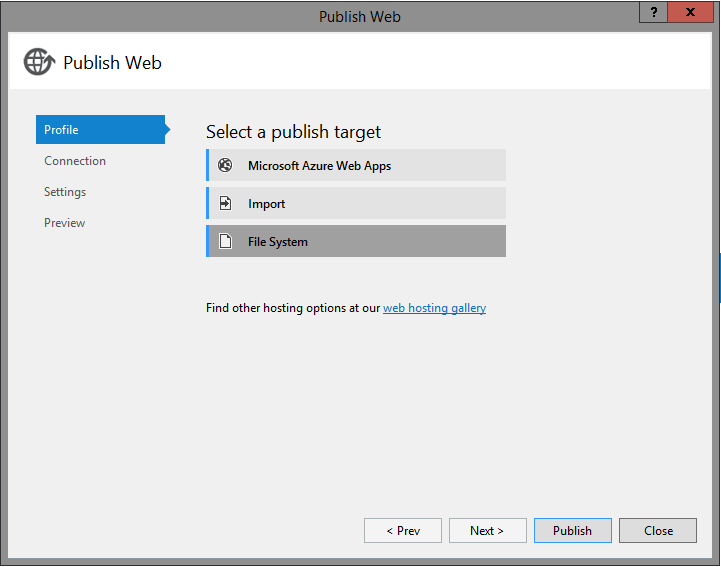 Publish Web
?
x
Publish Web
Profile
Connection
Settings
Preview
Select a publish target
Microsoft Azure Web Apps
Import
File System
Find other hosting options at our web hosting gallery
< Prev
Next >
Publish
Close